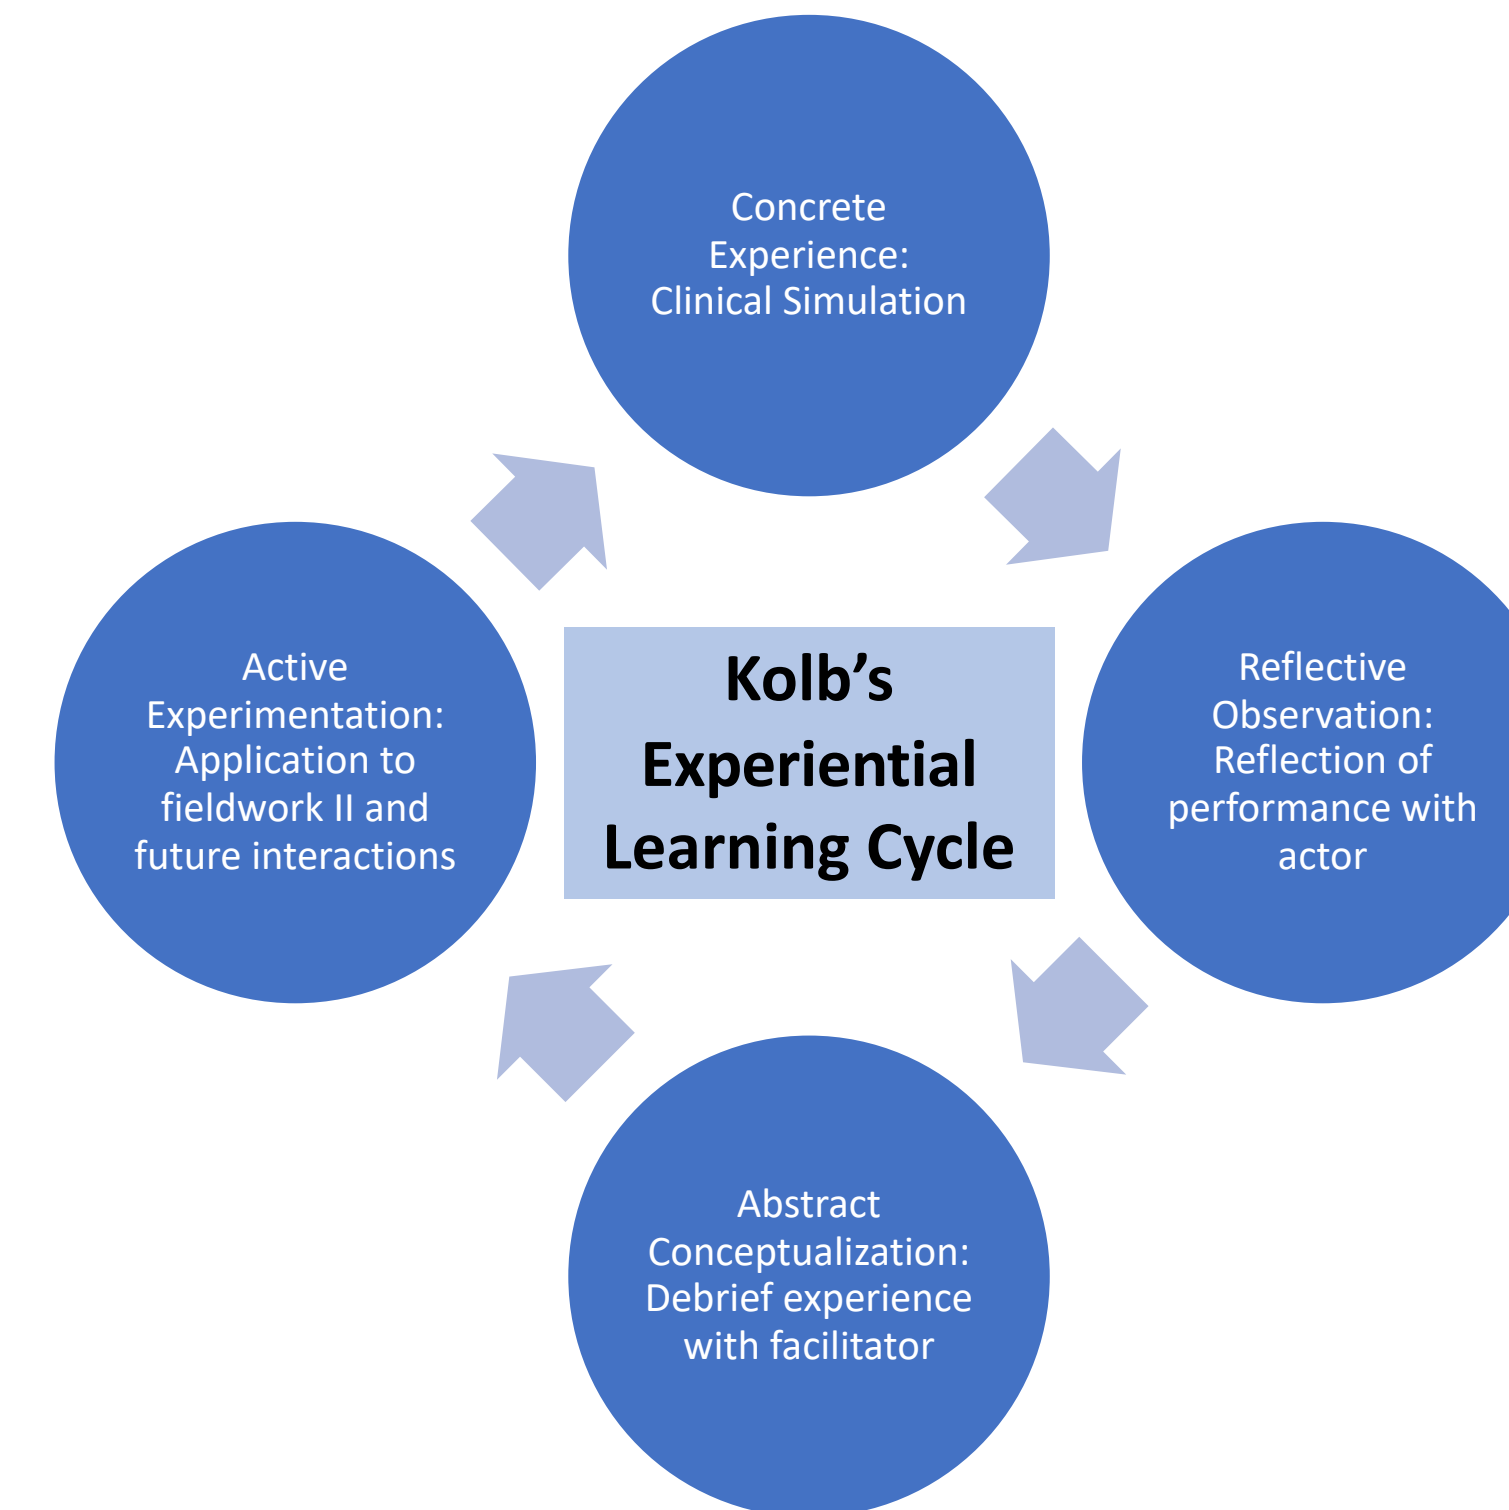 Concrete
Experience:
Clinical Simulation
Reflective
Observation:
Reflection of
performance with
actor
Abstract
Conceptualization:
Debrief experience
with facilitator
Active
Experimentation:
Application to
fieldwork II and
future interactions
Kolb’s
Experiential
Learning Cycle